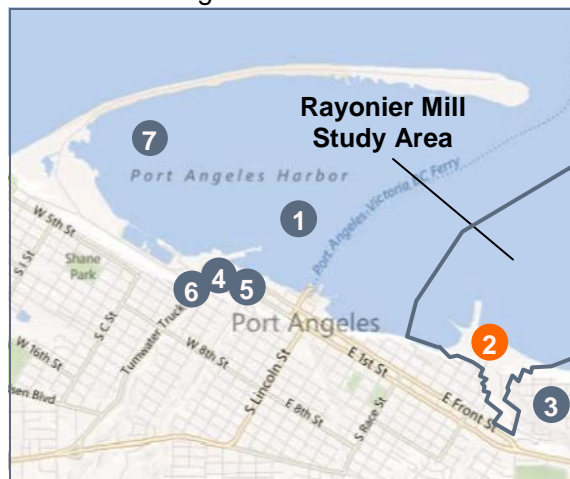 Rayonier Mill
Study Area
7
Port Angeles Harbor
1
Port Angeles-Victoria BC Ferry
W 5th St
Shane
Park
S I St
S C St
Tumwater Truck
4
6
5
Port Angeles
2
3
W 16th St
sen Blvd
W 8th St
S Lincoln St
E 1st St
E 8th St
S Race St
E Front St